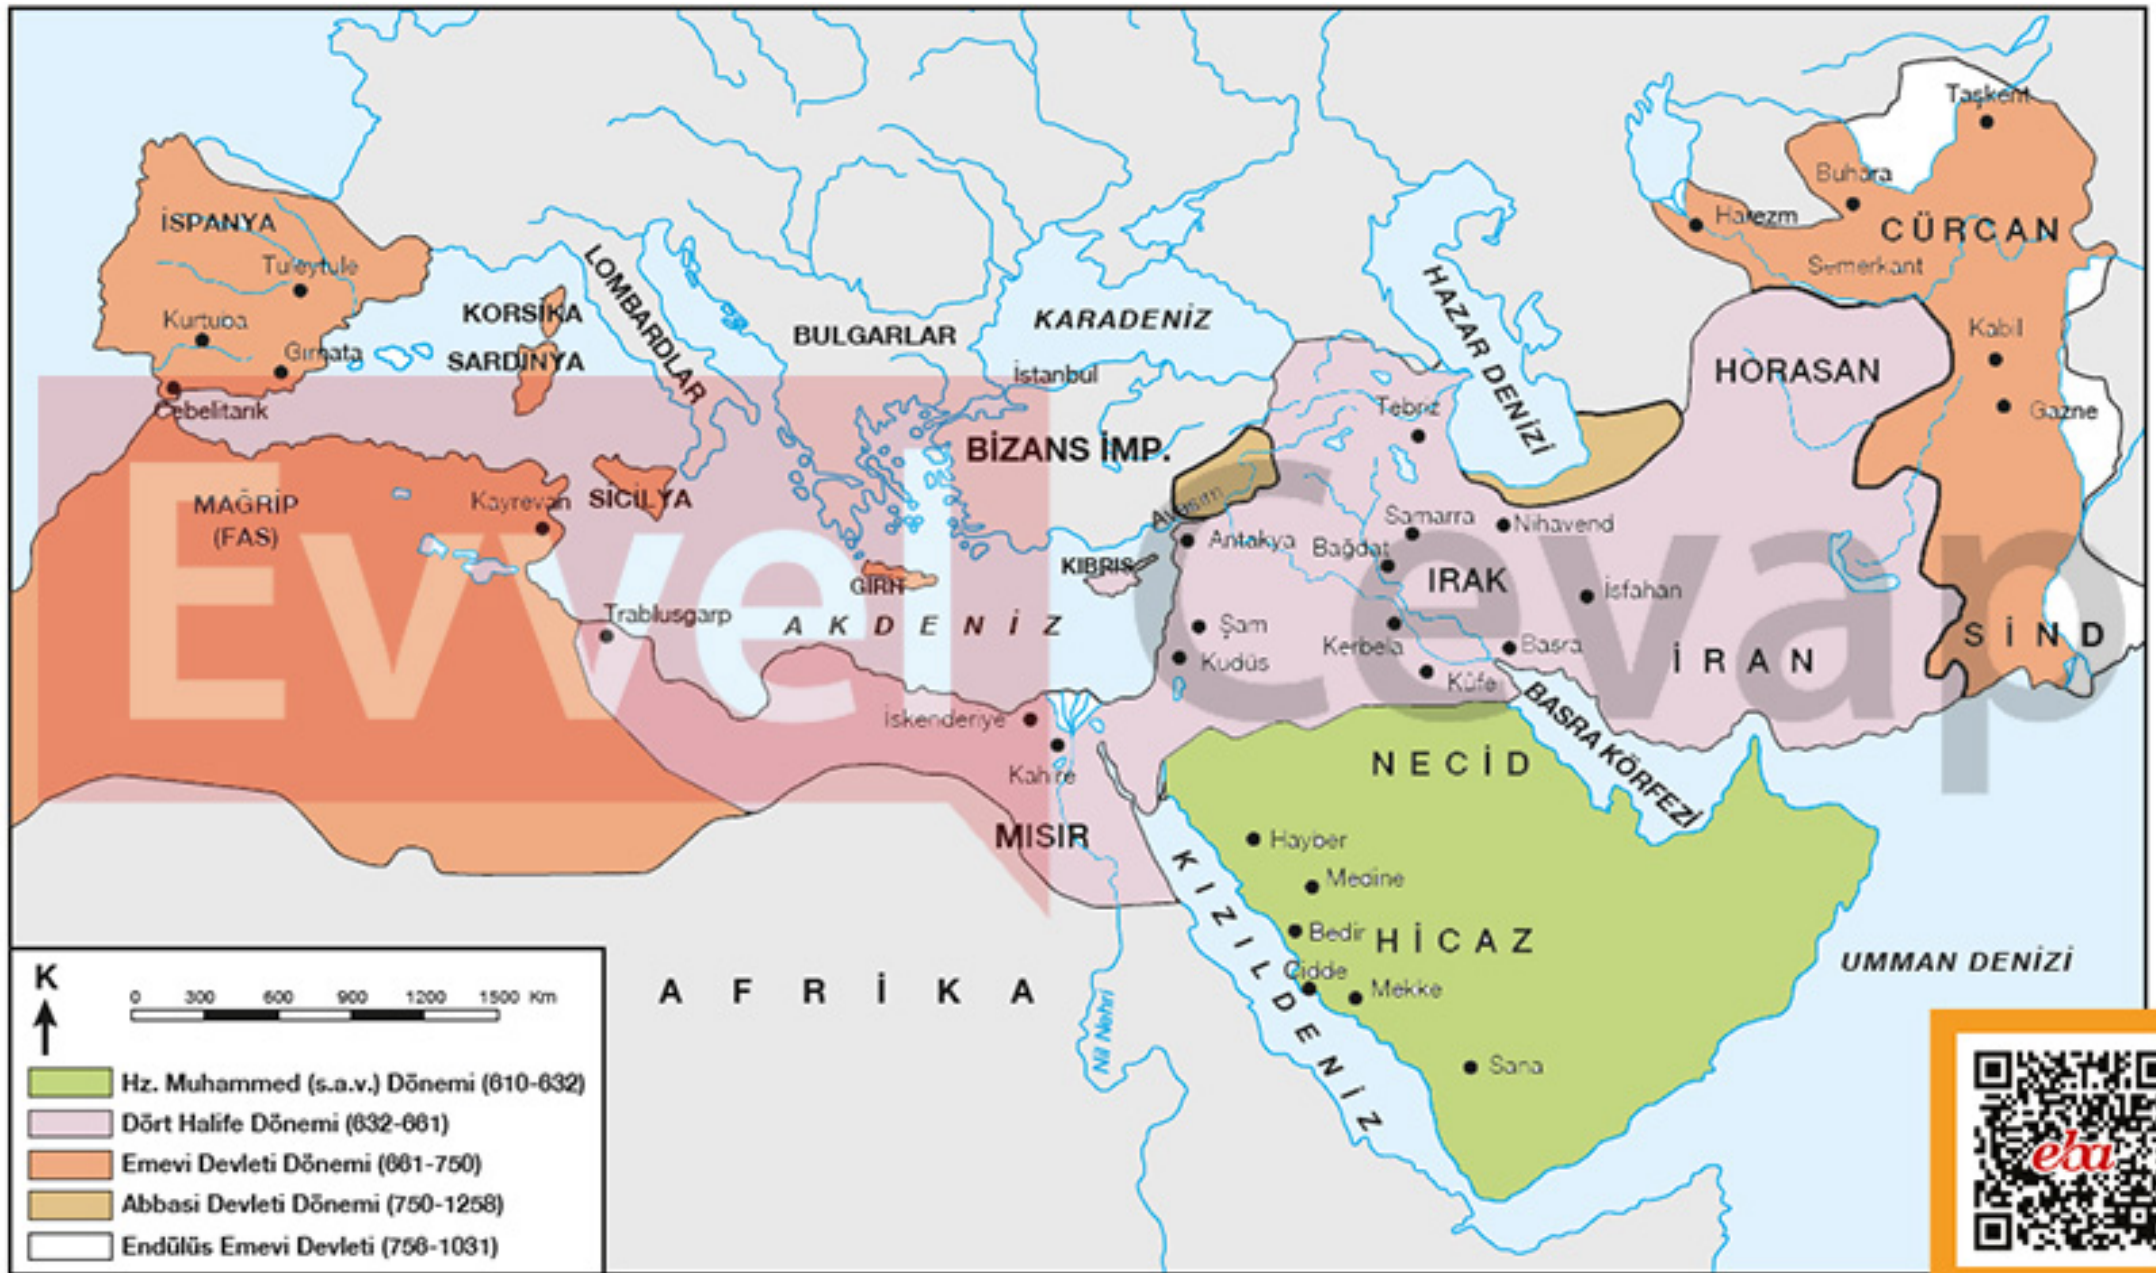 Taşkent
Buhara
Harezm
CÜRCAN
Semerkant
İSPANYA
Tuleytule
Kurtuba
Gırnata
Cebelitarık
KORSİKA
SARDİNYA
LOMBARDLAR
BULGARLAR
KARADENİZ
HAZAR DENİZİ
İstanbul
BİZANS İMP.
HORASAN
Kabil
Gazne
Tebriz
MAĞRİP
(FAS)
Kayrevan
SİCİLYA
GİRİT
KIBRIS
Avasım
Antakya
Samarra
Nihavend
Bağdat
IRAK
İsfahan
Trablusgarp
AKDENİZ
Şam
Kudüs
Kerbela
Basra
Küfe
İRAN
SİND
Evvel Cevap
İskenderiye
Kahire
MISIR
BASRA KÖRFEZİ
NECİD
Hayber
Medine
Bedir
HİCAZ
Cidde
Mekke
Sana
KIZILDENİZ
UMMAN DENİZİ
AFRİKA
Nil Nehri
K
0 300 600 900 1200 1500 Km
Hz. Muhammed (s.a.v.) Dönemi (610-632)
Dört Halife Dönemi (632-661)
Emevi Devleti Dönemi (661-750)
Abbasi Devleti Dönemi (750-1258)
Endülüs Emevi Devleti (756-1031)
eba